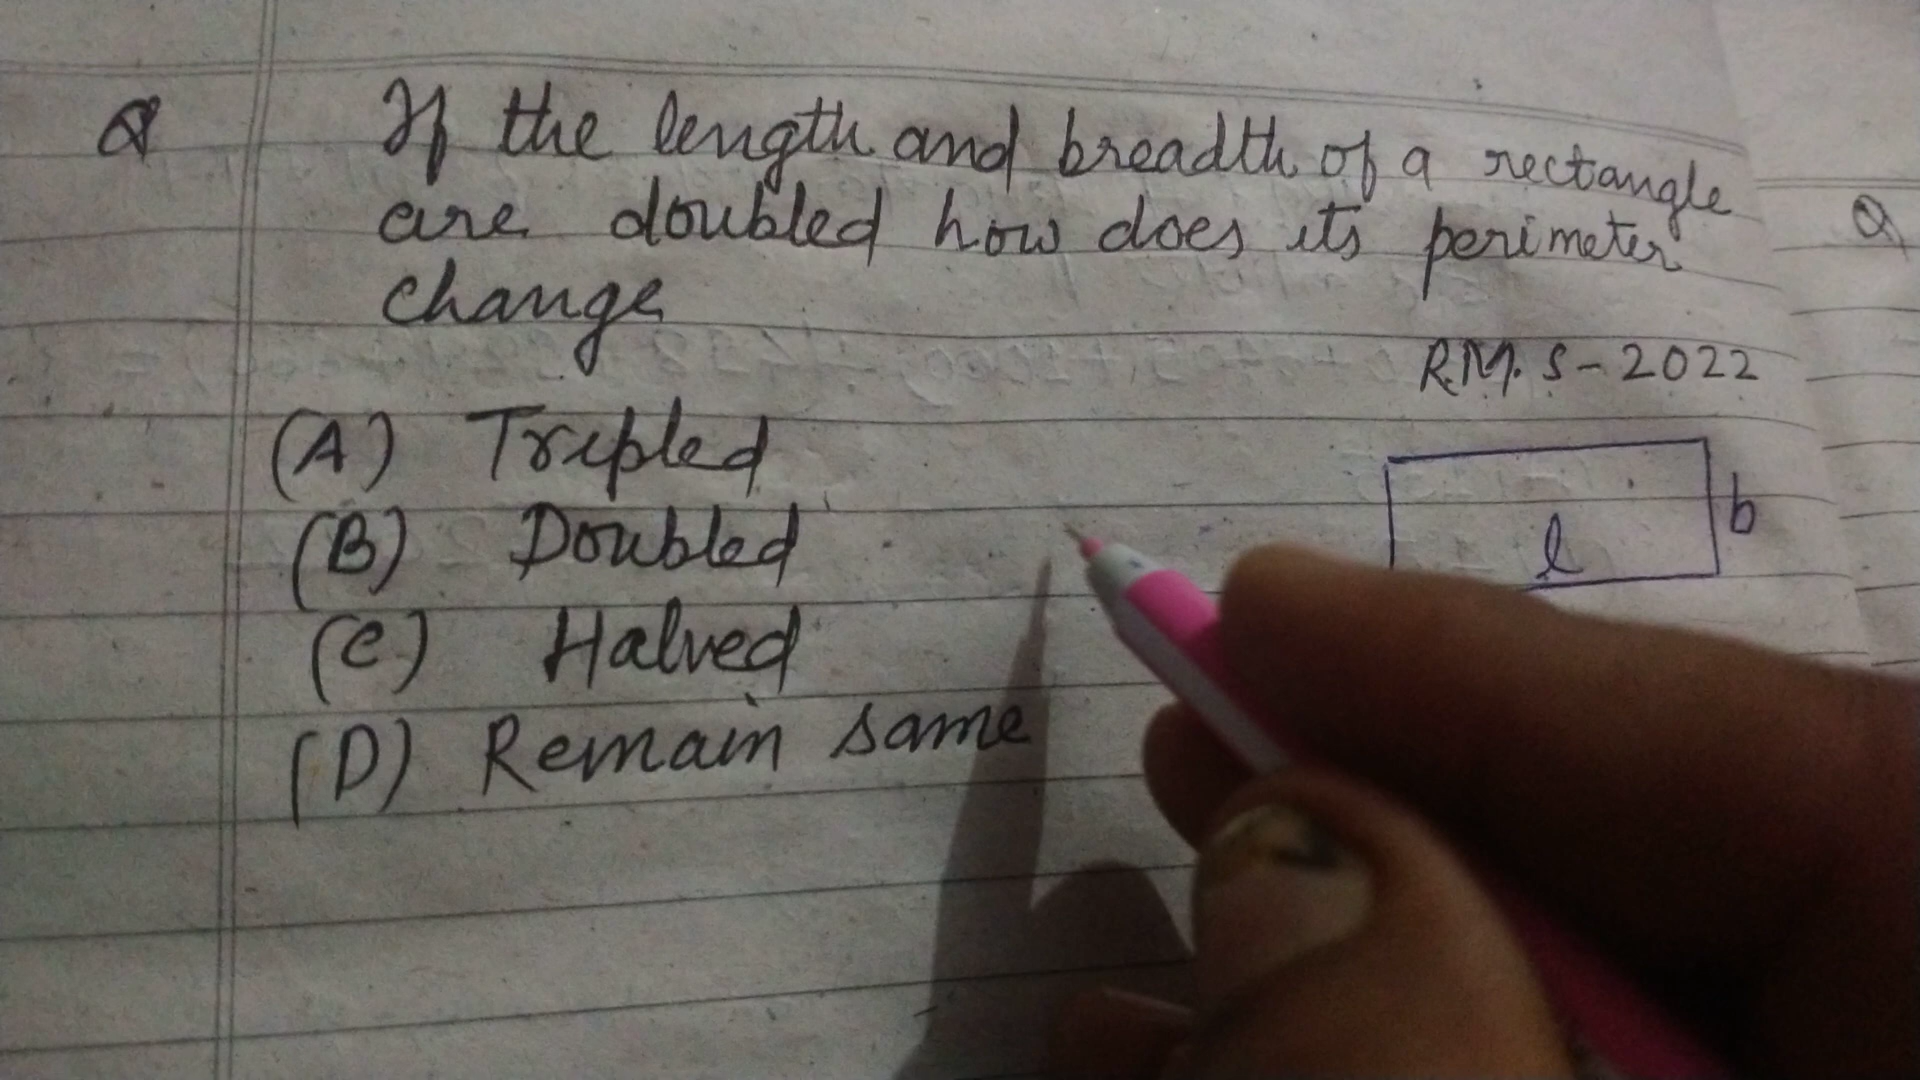 Q If the length and breadth of a rectangle
are doubled how does its perimeter
change
R.M.S-2022
(A) Tripled
(B) Doubled
(C) Halved
(D) Remain same
l
b
Q